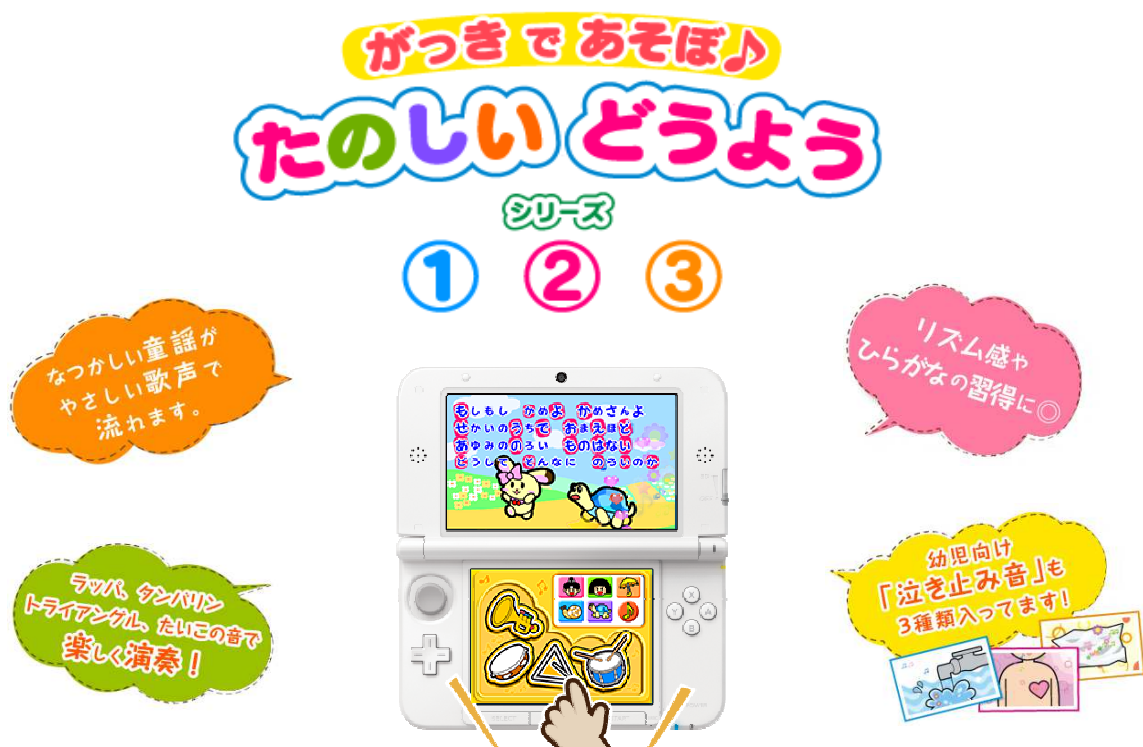 がっきであそぼ♪
たのしいどうよう
シリーズ
① ② ③
なつかしい童謡が
やさしい歌声で
流れます。
リズム感や
ひらがなの習得に◎
もしもし かめよ かめさんよ
せかいのうちで おまえほど
あゆみののろい ものはない
どうして そんなに のろいのか
ラッパ、タンバリン
トライアングル、たいこの音で
楽しく演奏！
幼児向け
「泣き止み音」も
3種類入ってます！
X
Y A
B
SELECT